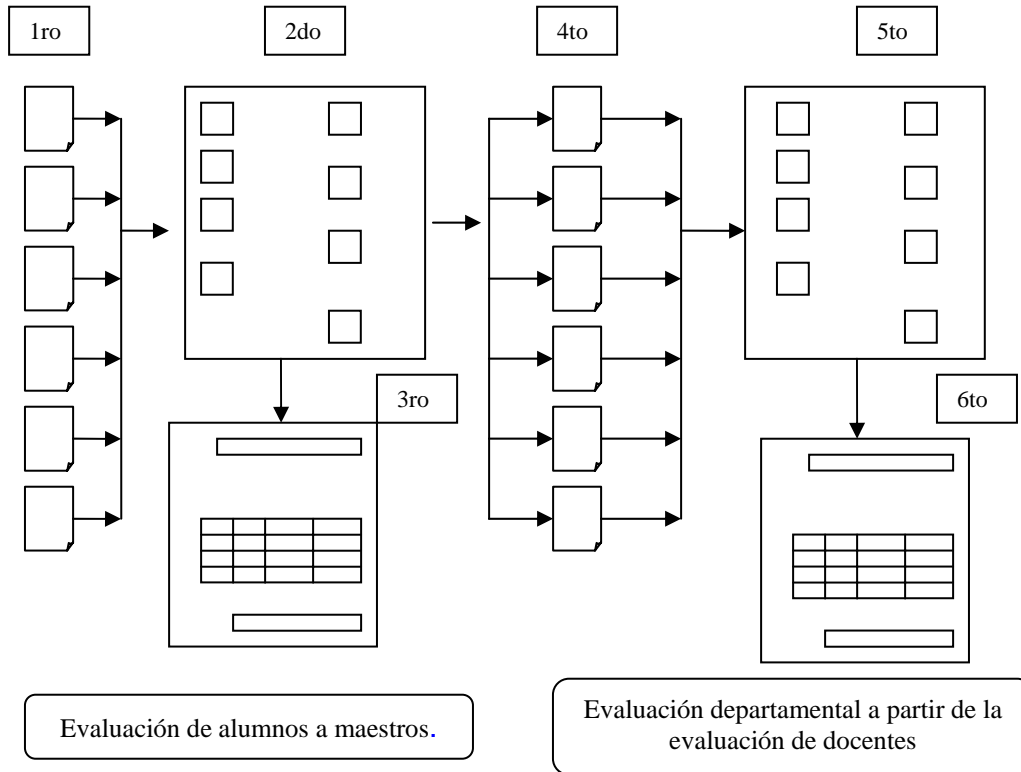 1ro
2do
4to
5to
3ro
6to
Evaluación de alumnos a maestros.
Evaluación departamental a partir de la
evaluación de docentes